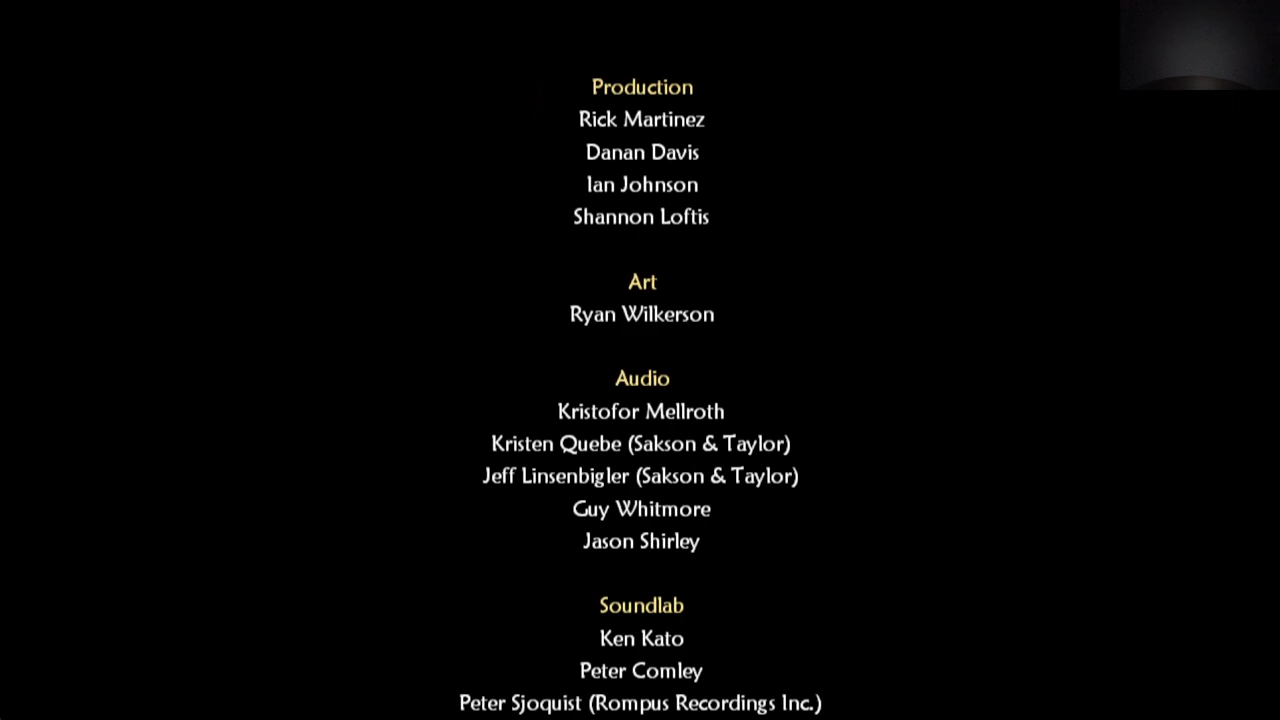 Production
Rick Martinez
Danan Davis
Ian Johnson
Shannon Loftis
Art
Ryan Wilkerson
Audio
Kristofor Mellroth
Kristen Quebe (Sakson & Taylor)
Jeff Linsenbigler (Sakson & Taylor)
Guy Whitmore
Jason Shirley
Soundlab
Ken Kato
Peter Comley
Peter Sjoquist (Rompus Recordings Inc.)